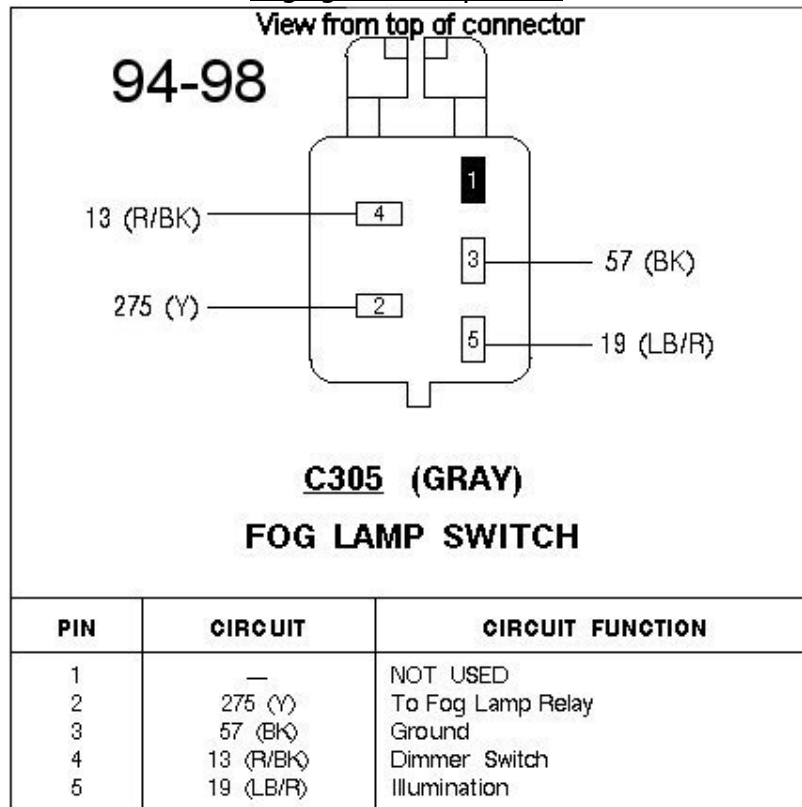 View from top of connector
94-98
1
13 (R/BK)
4
3
57 (BK)
275 (Y)
2
5
19 (LB/R)
C305 (GRAY)
FOG LAMP SWITCH
PIN CIRCUIT CIRCUIT FUNCTION
1 — NOT USED
2 275 (Y) To Fog Lamp Relay
3 57 (BK) Ground
4 13 (R/BK) Dimmer Switch
5 19 (LB/R) Illumination